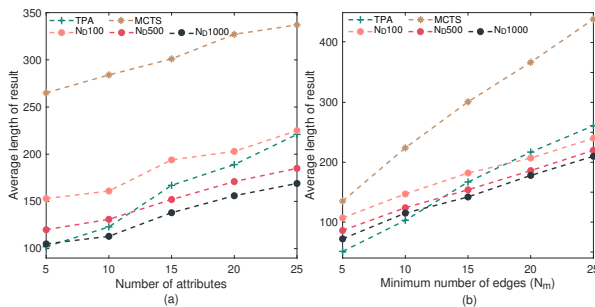 TPA MCTS
N_D100 N_D500 N_D1000
350
300
250
200
150
100
5 10 15 20 25
Average length of result
Number of attributes
(a)
TPA MCTS
N_D100 N_D500 N_D1000
400
300
200
100
5 10 15 20 25
Average length of result
Minimum number of edges (N_m)
(b)